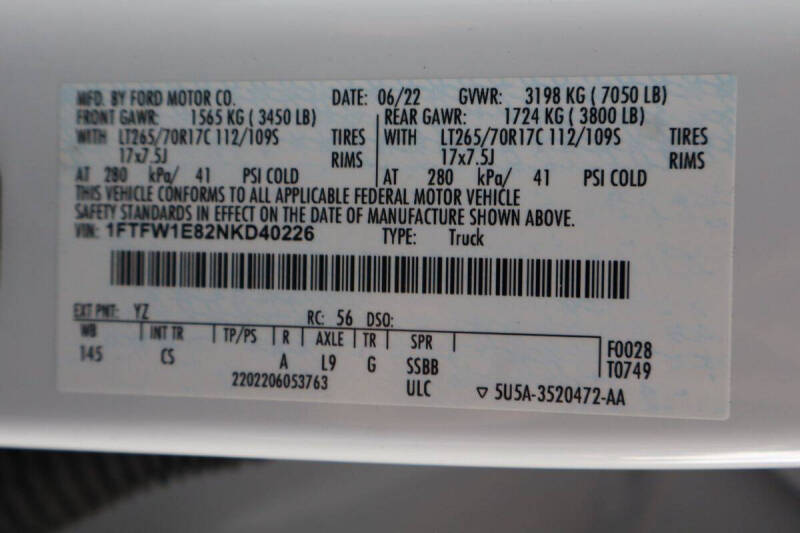 MFD. BY FORD MOTOR CO. DATE: 06/22 GVWR: 3198 KG ( 7050 LB)
FRONT GAWR: 1565 KG ( 3450 LB) REAR GAWR: 1724 KG ( 3800 LB)
WITH LT265/70R17C 112/109S TIRES WITH LT265/70R17C 112/109S TIRES
17x7.5J RIMS 17x7.5J RIMS
AT 280 kPa/ 41 PSI COLD AT 280 kPa/ 41 PSI COLD
THIS VEHICLE CONFORMS TO ALL APPLICABLE FEDERAL MOTOR VEHICLE
SAFETY STANDARDS IN EFFECT ON THE DATE OF MANUFACTURE SHOWN ABOVE.
VIN: 1FTFW1E82NKD40226 TYPE: Truck
EXT PNT: YZ RC: 56 DSO:
WB INT TR TP/PS R AXLE TR SPR F0028
145 CS A L9 G SSBB T0749
2202206053763 ULC ▽ 5U5A-3520472-AA